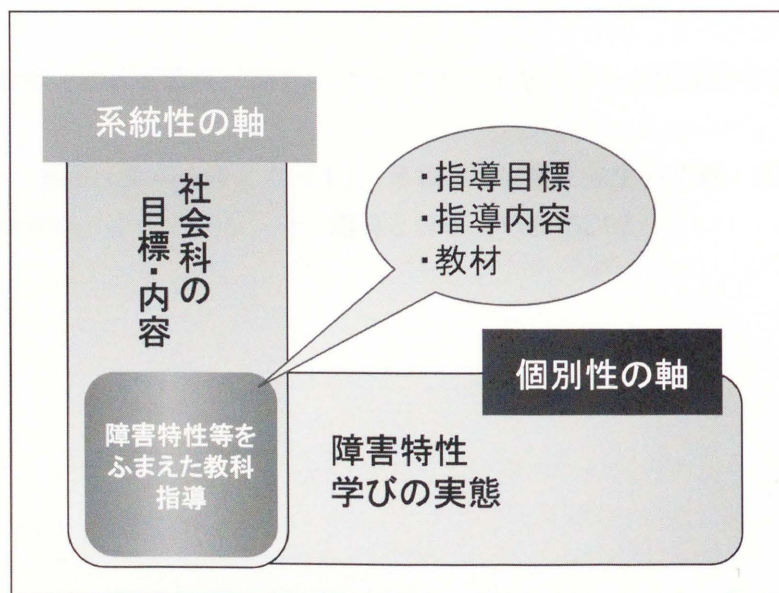 系統性の軸
社会科の
目標・内容
・指導目標
・指導内容
・教材
個別性の軸
障害特性等を
ふまえた教科
指導
障害特性
学びの実態
1